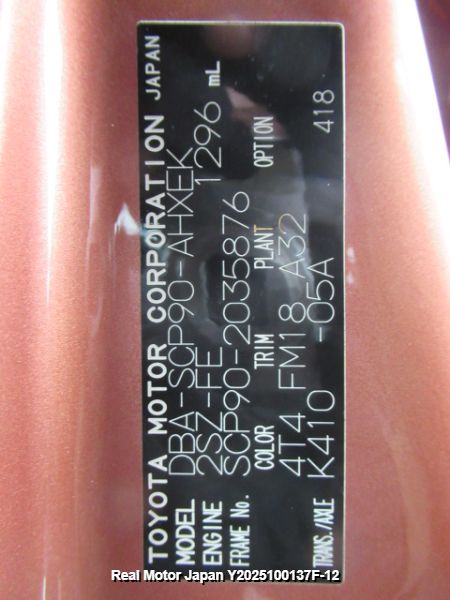 TOYOTA MOTOR CORPORATION JAPAN
MODEL DBA-SCP90-AHXEK
ENGINE 2SZ-FE 1296 mL
FRAME No. SCP90-2035876
COLOR TRIM PLANT OPTION
4T4 FM18 A32 418
TRANS./AXLE K410 -05A
Real Motor Japan Y2025100137F-12